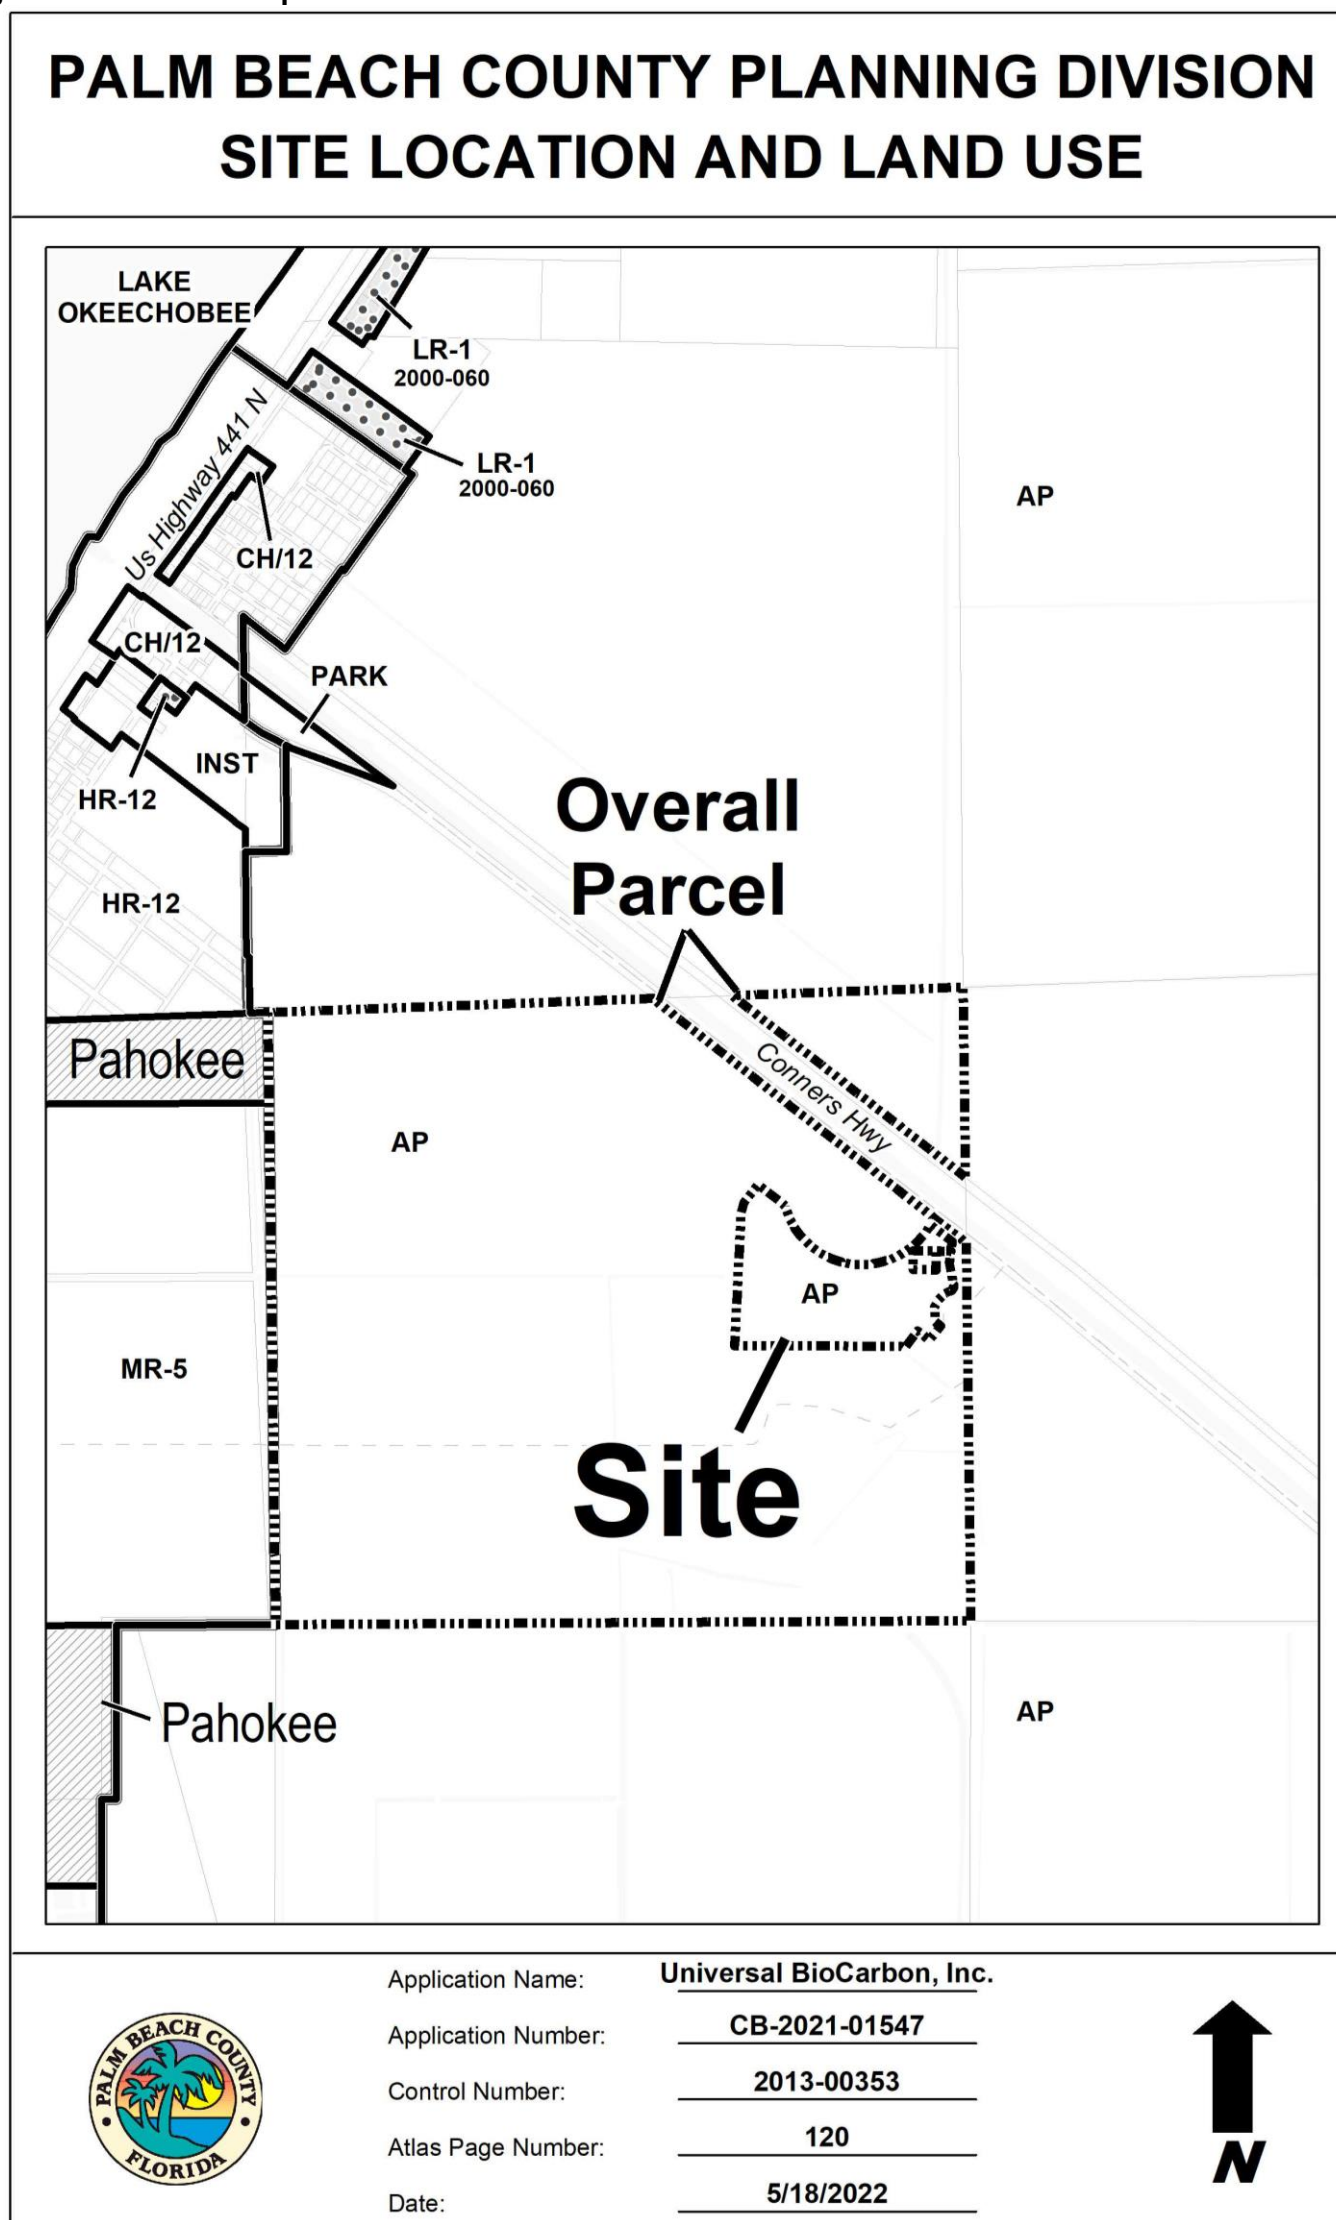 PALM BEACH COUNTY PLANNING DIVISION
SITE LOCATION AND LAND USE
LAKE
OKEECHOBEE
LR-1
2000-060
LR-1
2000-060
Us Highway 441 N
AP
CH/12
CH/12
PARK
INST
HR-12
HR-12
Overall
Parcel
Pahokee
Conners Hwy
AP
AP
MR-5
Site
Pahokee
AP
Application Name: Universal BioCarbon, Inc.
Application Number: CB-2021-01547
Control Number: 2013-00353
Atlas Page Number: 120
Date: 5/18/2022
PALM BEACH COUNTY
FLORIDA
N